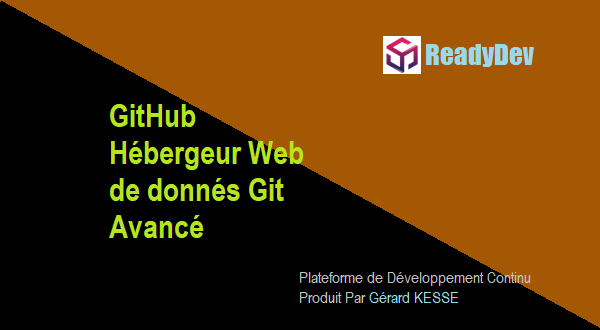 ReadyDev
GitHub
Hébergeur Web
de donnés Git
Avancé
Plateforme de Développement Continu
Produit Par Gérard KESSE